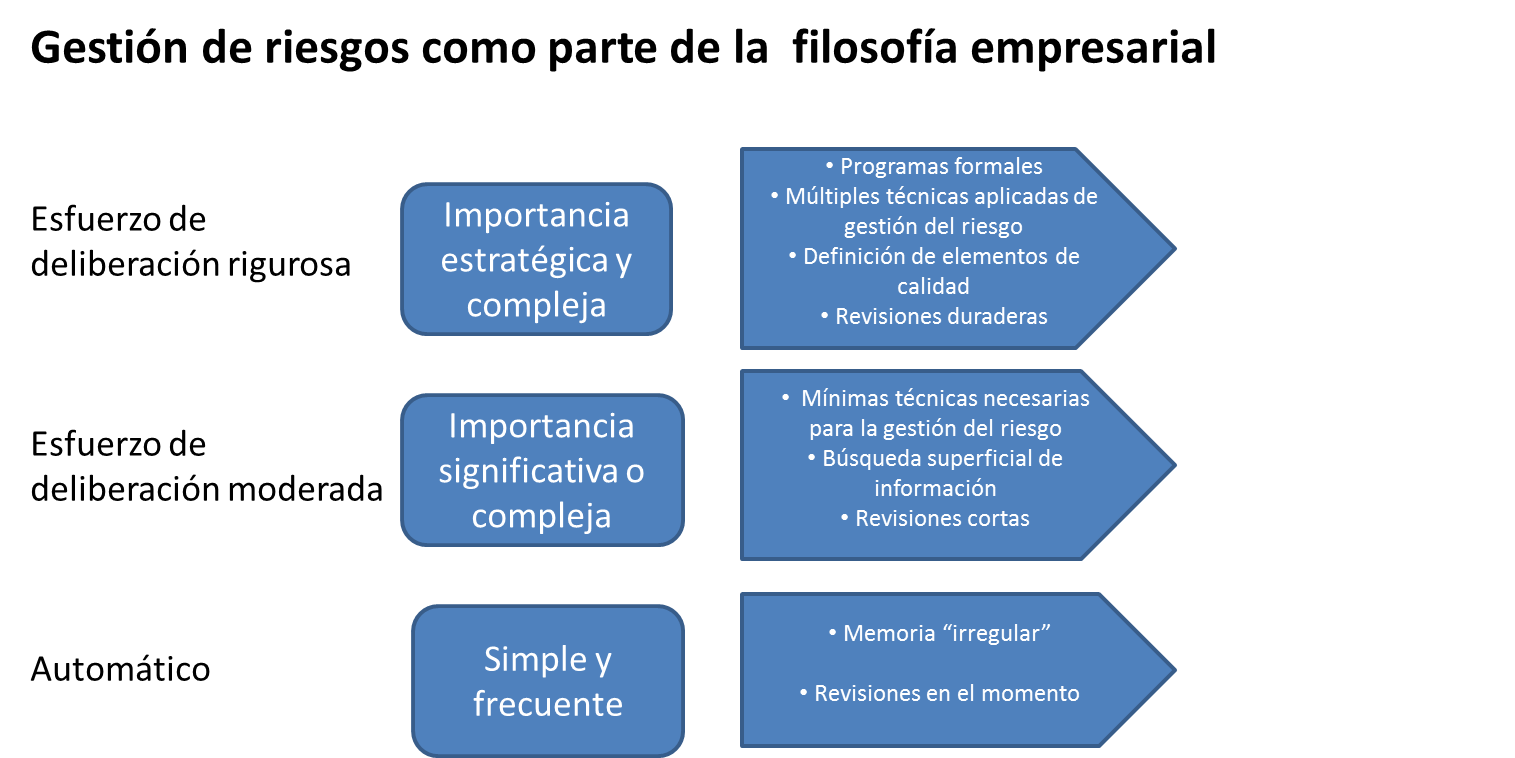 Gestión de riesgos como parte de la  filosofía empresarial
Esfuerzo de
deliberación rigurosa
Importancia
estratégica y
compleja
• Programas formales
• Múltiples técnicas aplicadas de
gestión del riesgo
• Definición de elementos de
calidad
• Revisiones duraderas
Esfuerzo de
deliberación moderada
Importancia
significativa o
compleja
• Mínimas técnicas necesarias
para la gestión del riesgo
• Búsqueda superficial de
información
• Revisiones cortas
Automático
Simple y
frecuente
• Memoria “irregular”
• Revisiones en el momento